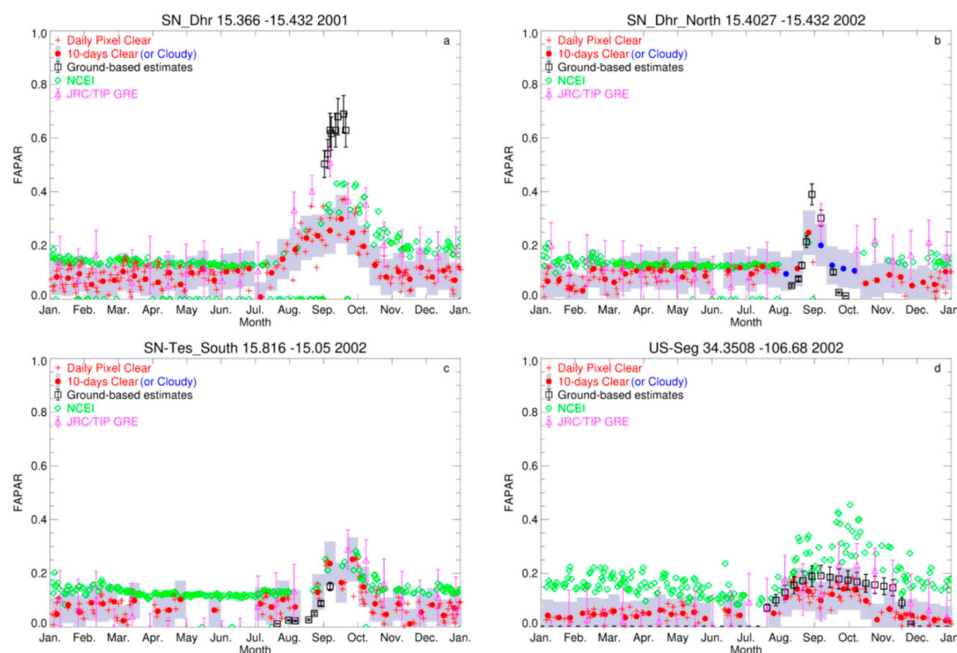 SN_Dhr 15.366 -15.432 2001
a
Daily Pixel Clear
10-days Clear (or Cloudy)
Ground-based estimates
NCEI
JRC/TIP GRE
FAPAR
1.0
0.8
0.6
0.4
0.2
0.0
Jan. Feb. Mar. Apr. May. Jun. Jul. Aug. Sep. Oct. Nov. Dec. Jan.
Month
SN_Dhr_North 15.4027 -15.432 2002
b
Daily Pixel Clear
10-days Clear (or Cloudy)
Ground-based estimates
NCEI
JRC/TIP GRE
FAPAR
1.0
0.8
0.6
0.4
0.2
0.0
Jan. Feb. Mar. Apr. May. Jun. Jul. Aug. Sep. Oct. Nov. Dec. Jan.
Month
SN-Tes_South 15.816 -15.05 2002
c
Daily Pixel Clear
10-days Clear (or Cloudy)
Ground-based estimates
NCEI
JRC/TIP GRE
FAPAR
1.0
0.8
0.6
0.4
0.2
0.0
Jan. Feb. Mar. Apr. May. Jun. Jul. Aug. Sep. Oct. Nov. Dec. Jan.
Month
US-Seg 34.3508 -106.68 2002
d
Daily Pixel Clear
10-days Clear (or Cloudy)
Ground-based estimates
NCEI
JRC/TIP GRE
FAPAR
1.0
0.8
0.6
0.4
0.2
0.0
Jan. Feb. Mar. Apr. May. Jun. Jul. Aug. Sep. Oct. Nov. Dec. Jan.
Month